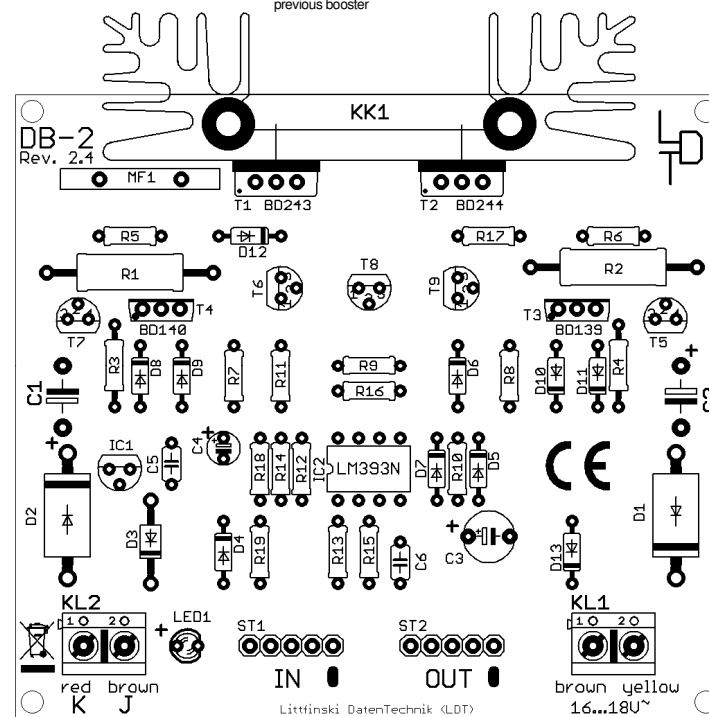 previous booster
KK1
DB-2
Rev. 2.4
MF1
T1 BD243
T2 BD244
R5
D12
R17
R6
R1
T6
T8
T9
R2
T7
T4
BD140
T3
BD139
T5
R3
D8
D9
R7
R11
R9
R16
D6
R8
D10
D11
R4
C1
IC1
C5
C4
R18
R14
R12
IC2
LM393N
D7
R10
D5
CE
D2
D3
D4
R19
R13
R15
C6
C3
D13
D1
KL2
1 2
LED1
ST1
ST2
KL1
1 2
IN
OUT
red brown
K J
brown yellow
16...18V~
Littfinski DatenTechnik (LDT)